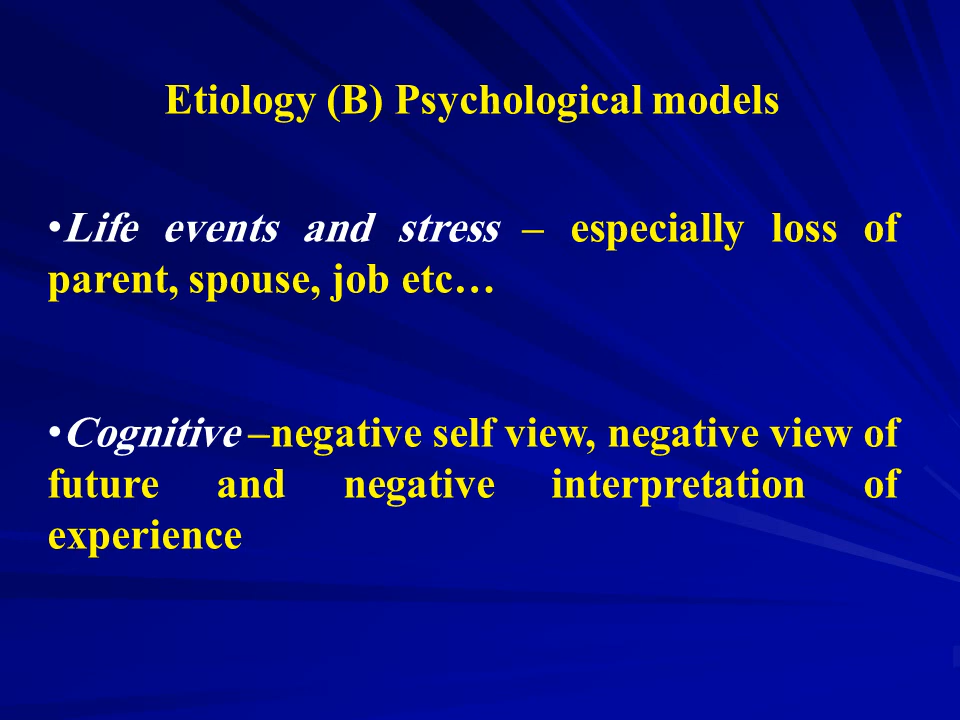 Etiology (B) Psychological models
•Life events and stress – especially loss of
parent, spouse, job etc…
•Cognitive –negative self view, negative view of
future and negative interpretation of
experience